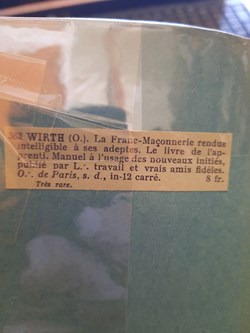 362 WIRTH (O.). La Franc-Maçonnerie rendue
intelligible à ses adeptes. Le livre de l'ap-
prenti. Manuel à l'usage des nouveaux initiés,
publié par L∴ travail et vrais amis fidèles.
O∴ de Paris, s. d., in-12 carré. 8 fr.
Très rare.